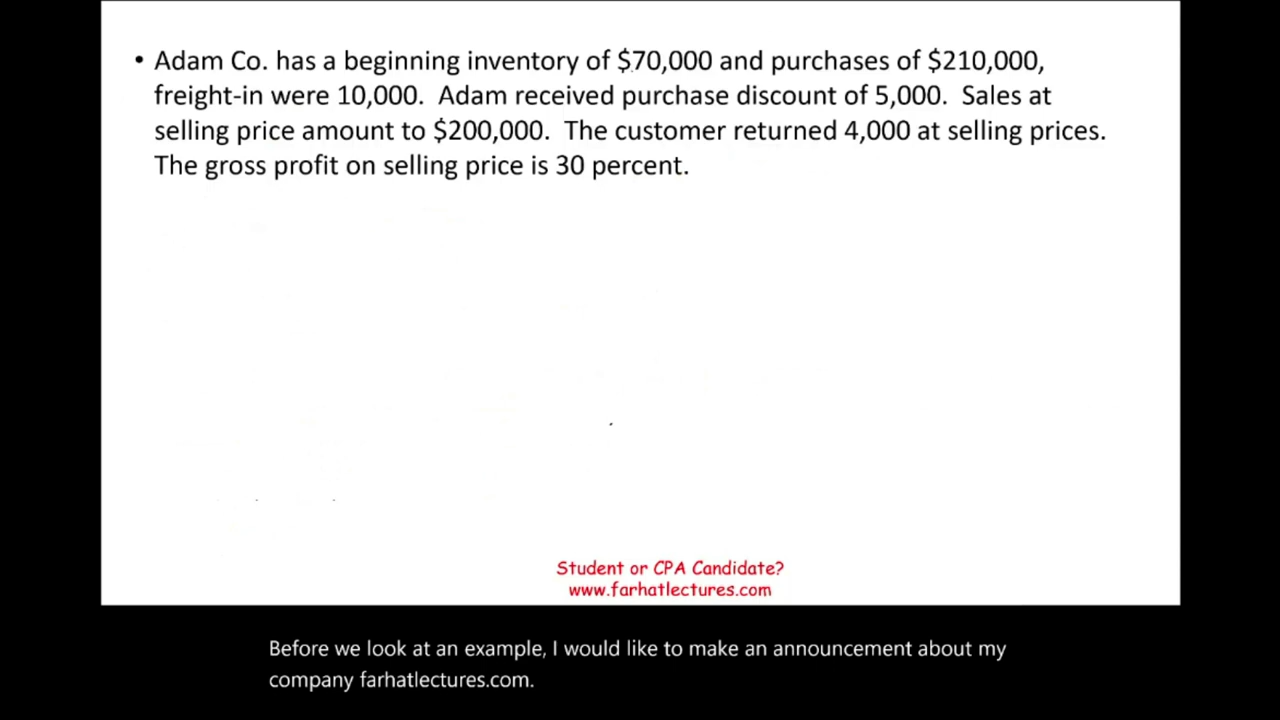 • Adam Co. has a beginning inventory of $70,000 and purchases of $210,000,
freight-in were 10,000.  Adam received purchase discount of 5,000.  Sales at
selling price amount to $200,000.  The customer returned 4,000 at selling prices.
The gross profit on selling price is 30 percent.
Student or CPA Candidate?
www.farhatlectures.com
Before we look at an example, I would like to make an announcement about my
company farhatlectures.com.